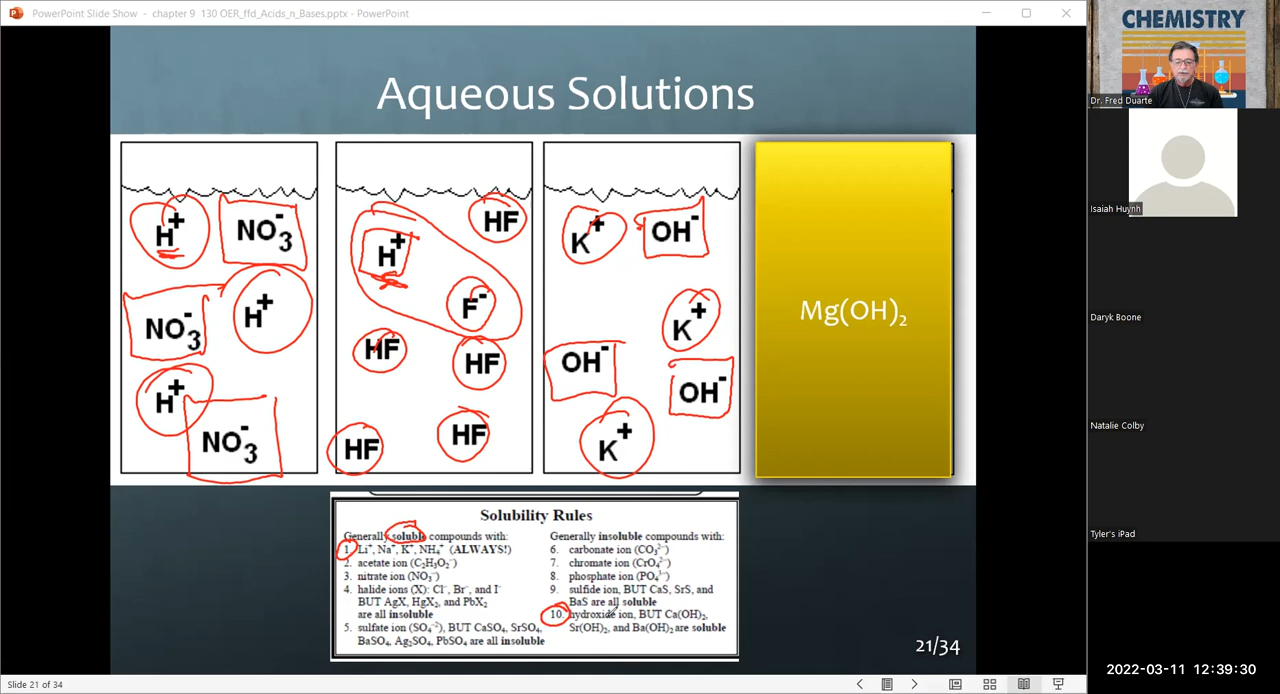 PowerPoint Slide Show - chapter 9 130 OER_ffd_Acids_n_Bases.pptx - PowerPoint
CHEMISTRY
Dr. Fred Duarte
Isaiah Huynh
Daryk Boone
Natalie Colby
Tyler's iPad
Aqueous Solutions
H⁺ NO₃⁻
NO₃⁻ H⁺
H⁺
NO₃⁻
HF
H⁺
F⁻
HF HF
HF HF
K⁺ OH⁻
K⁺
OH⁻ OH⁻
K⁺
Mg(OH)₂
Solubility Rules
Generally soluble compounds with:
1. Li⁺, Na⁺, K⁺, NH₄⁺ (ALWAYS!)
2. acetate ion (C₂H₃O₂⁻)
3. nitrate ion (NO₃⁻)
4. halide ions (X): Cl⁻, Br⁻, and I⁻
BUT AgX, HgX₂, and PbX₂
are all insoluble
5. sulfate ion (SO₄⁻²), BUT CaSO₄, SrSO₄,
BaSO₄, Ag₂SO₄, PbSO₄ are all insoluble
Generally insoluble compounds with:
6. carbonate ion (CO₃²⁻)
7. chromate ion (CrO₄²⁻)
8. phosphate ion (PO₄³⁻)
9. sulfide ion, BUT CaS, SrS, and
BaS are all soluble
10. hydroxide ion, BUT Ca(OH)₂,
Sr(OH)₂, and Ba(OH)₂ are soluble
21/34
2022-03-11 12:39:30
Slide 21 of 34